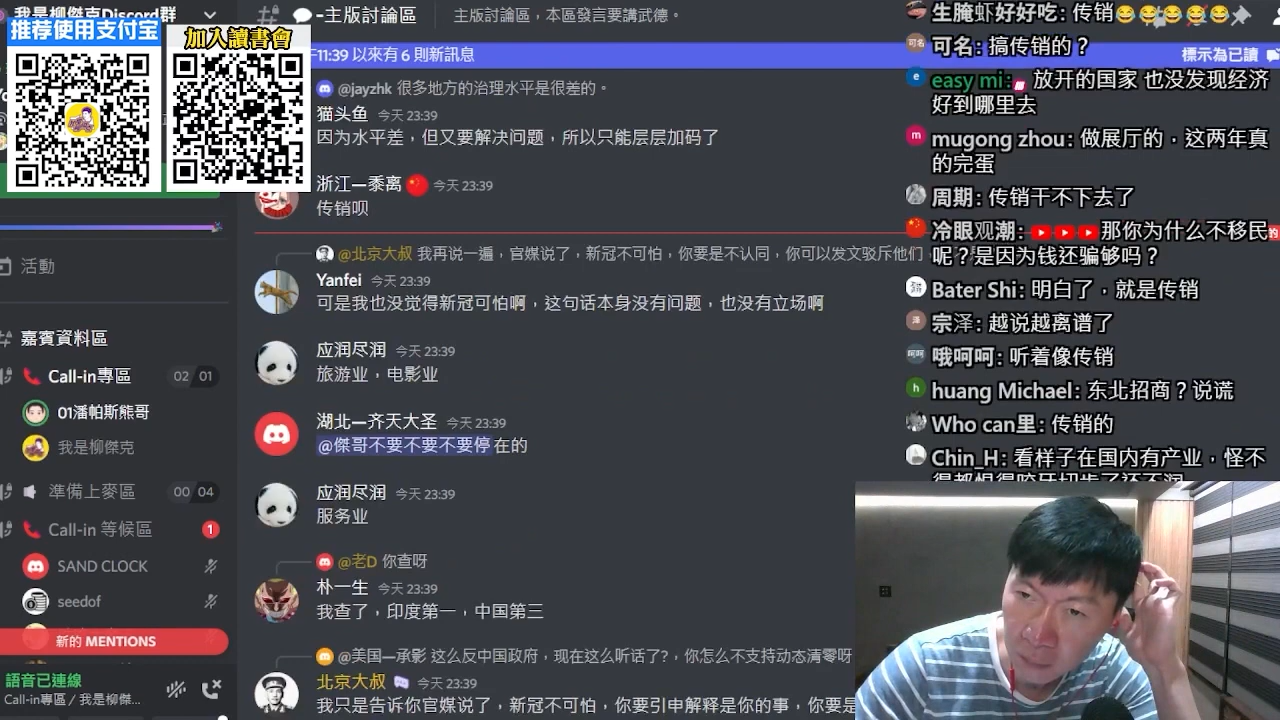 我是柳傑克Discord群
推荐使用支付宝
加入讀書會
-主版討論區
主版討論區，本區發言要講武德。
11:39 以來有 6 則新訊息
標示為已讀
@jayzhk 很多地方的治理水平是很差的。
猫头鱼 今天 23:39
因为水平差，但又要解决问题，所以只能层层加码了
浙江—黍离 今天 23:39
传销呗
@北京大叔 我再说一遍，官媒说了，新冠不可怕，你要是不认同，你可以发文驳斥他们
Yanfei 今天 23:39
可是我也没觉得新冠可怕啊，这句话本身没有问题，也没有立场啊
应润尽润 今天 23:39
旅游业，电影业
湖北—齐天大圣 今天 23:39
@傑哥不要不要不要停 在的
应润尽润 今天 23:39
服务业
@老D 你查呀
朴一生 今天 23:39
我查了，印度第一，中国第三
@美国—承影 这么反中国政府，现在这么听话了?，你怎么不支持动态清零呀
北京大叔 今天 23:39
我只是告诉你官媒说了，新冠不可怕，你要引申解释是你的事，你要是
活動
嘉賓資料區
Call-in專區 02 01
01潘帕斯熊哥
我是柳傑克
準備上麥區 00 04
Call-in 等候區 1
SAND CLOCK
seedof
新的 MENTIONS
語音已連線
Call-in專區 / 我是柳傑...
生腌虾好好吃: 传销😂😂😂😂😂
可名: 搞传销的？
easy mi: 放开的国家 也没发现经济
好到哪里去
mugong zhou: 做展厅的，这两年真
的完蛋
周期: 传销干不下去了
冷眼观潮: 那你为什么不移民
呢？是因为钱还骗够吗？
Bater Shi: 明白了，就是传销
宗泽: 越说越离谱了
哦呵呵: 听着像传销
huang Michael: 东北招商？说谎
Who can里: 传销的
Chin_H: 看样子在国内有产业，怪不